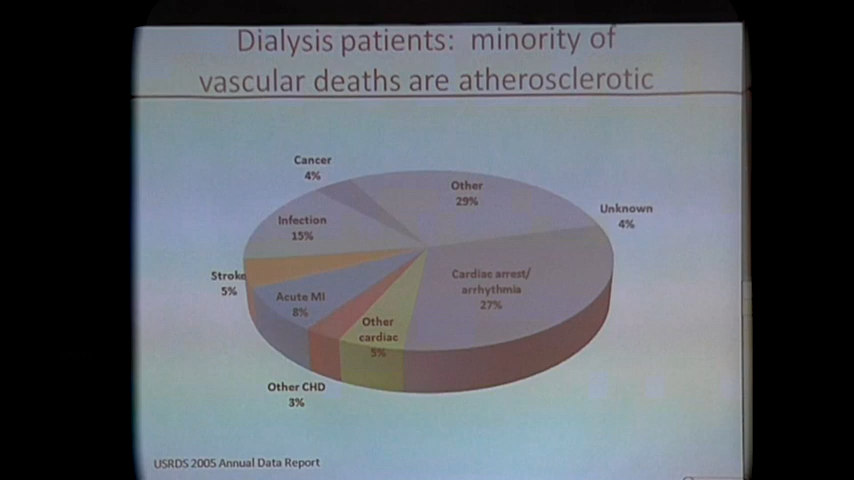 Dialysis patients: minority of
vascular deaths are atherosclerotic
Cancer
4%
Other
29%
Unknown
4%
Infection
15%
Stroke
5%
Acute MI
8%
Cardiac arrest/
arrhythmia
27%
Other
cardiac
5%
Other CHD
3%
USRDS 2005 Annual Data Report